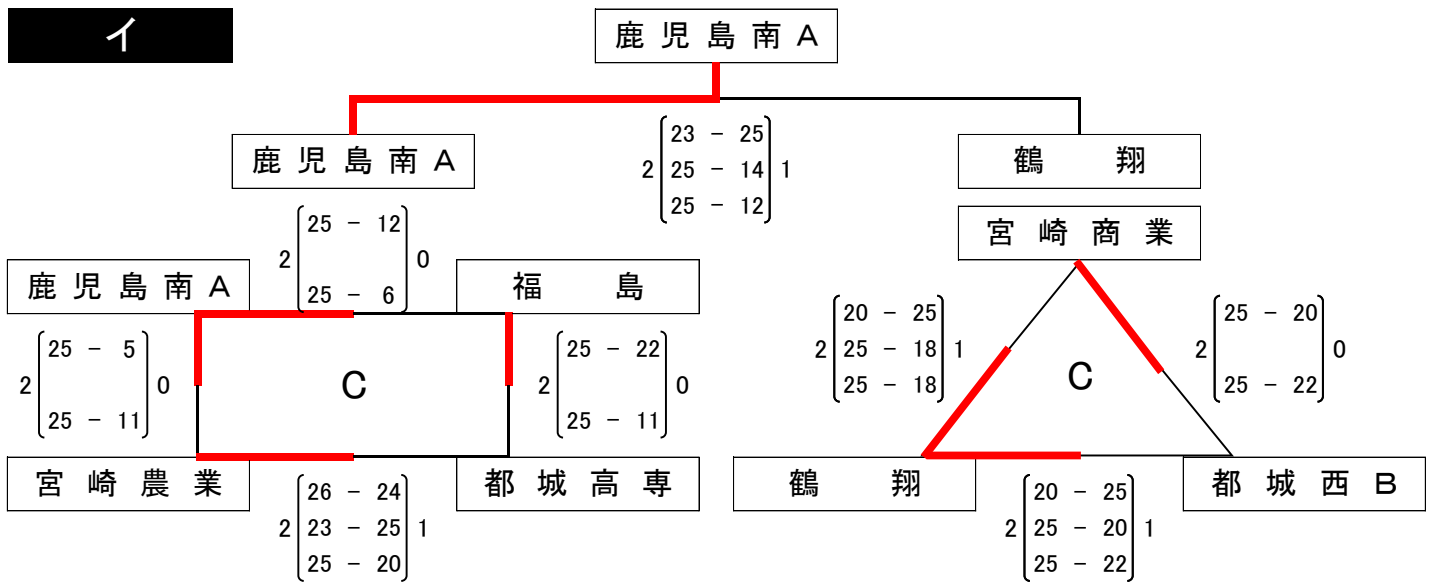 イ
鹿児島南A
鹿児島南A
2 23 － 25 1
25 － 14
25 － 12
鶴　翔
鹿児島南A
2 25 － 12 0
25 － 6
福　島
2 25 － 5 0
25 － 11
C
2 25 － 22 0
25 － 11
宮崎農業
2 26 － 24 1
23 － 25
25 － 20
都城高専
宮崎商業
2 20 － 25 1
25 － 18
25 － 18
C
2 25 － 20 0
25 － 22
鶴　翔
2 20 － 25 1
25 － 20
25 － 22
都城西B